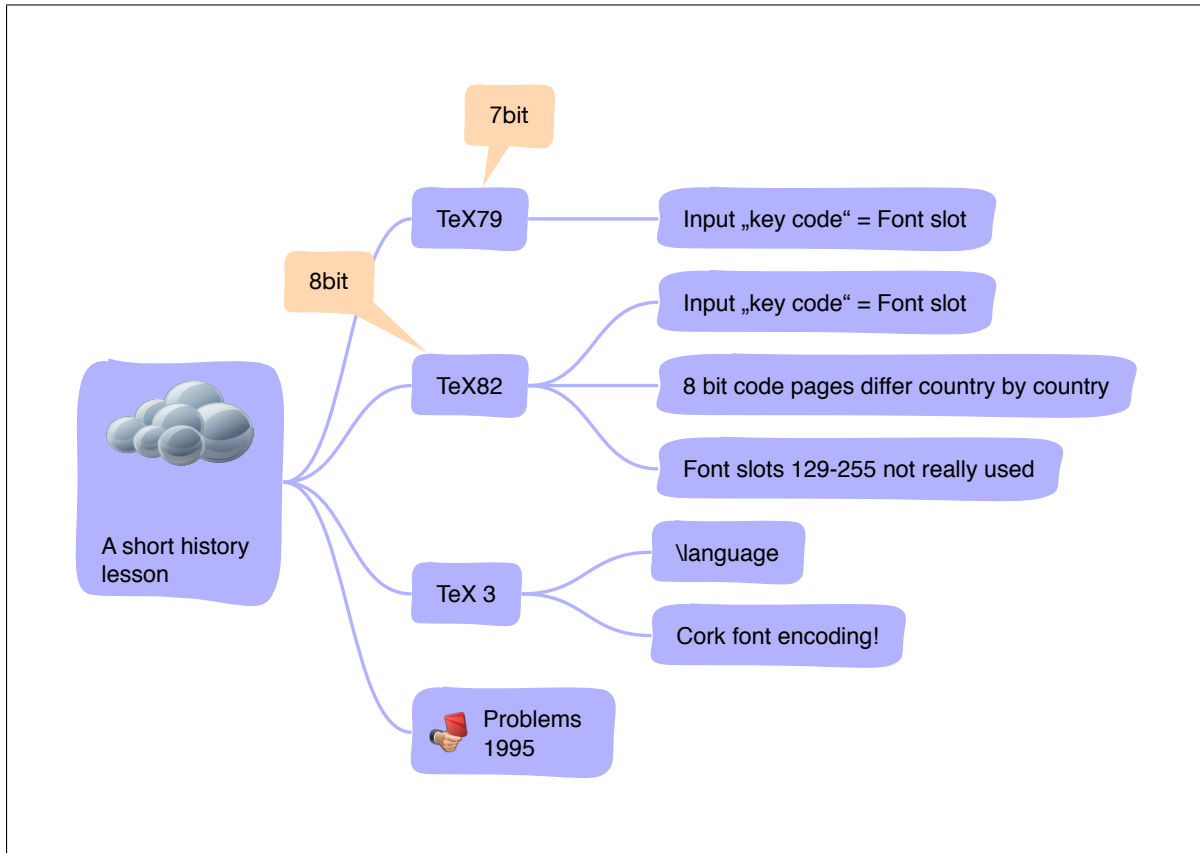 7bit
TeX79
Input „key code“ = Font slot
8bit
Input „key code“ = Font slot
TeX82
8 bit code pages differ country by country
Font slots 129-255 not really used
A short history
lesson
\language
TeX 3
Cork font encoding!
Problems
1995